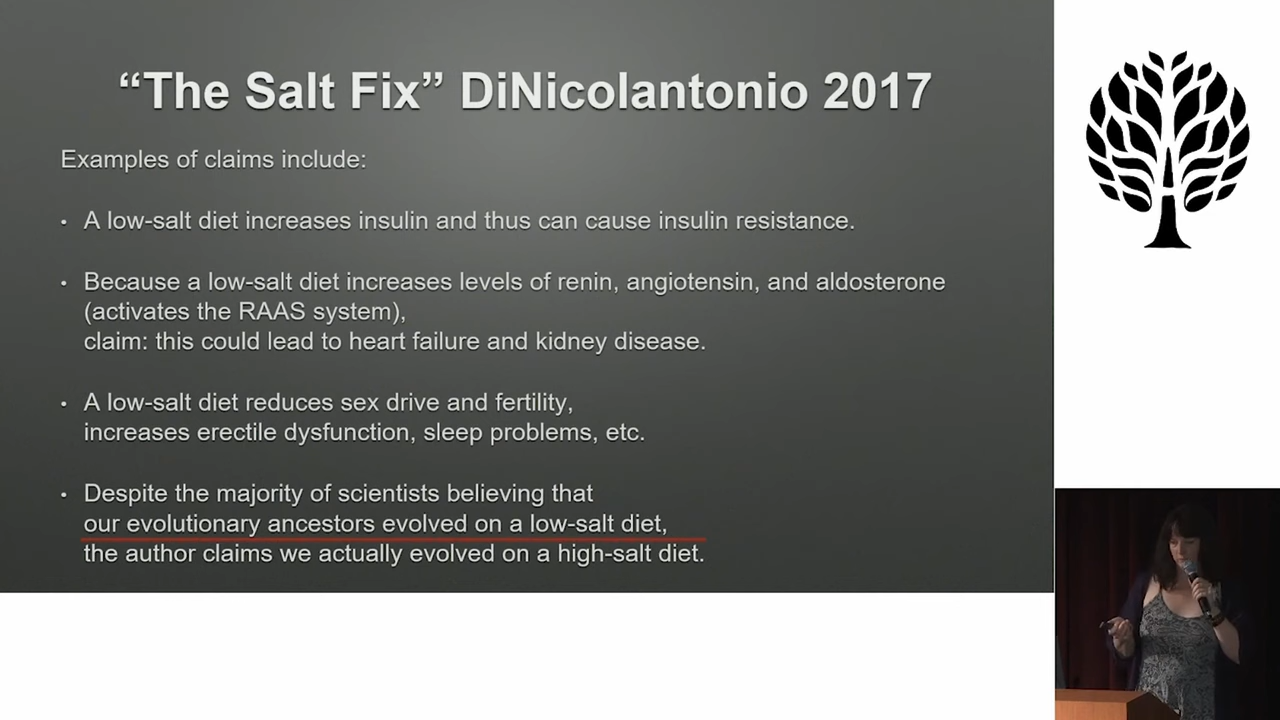 “The Salt Fix” DiNicolantonio 2017
Examples of claims include:
• A low-salt diet increases insulin and thus can cause insulin resistance.
• Because a low-salt diet increases levels of renin, angiotensin, and aldosterone
(activates the RAAS system),
claim: this could lead to heart failure and kidney disease.
• A low-salt diet reduces sex drive and fertility,
increases erectile dysfunction, sleep problems, etc.
• Despite the majority of scientists believing that
our evolutionary ancestors evolved on a low-salt diet,
the author claims we actually evolved on a high-salt diet.